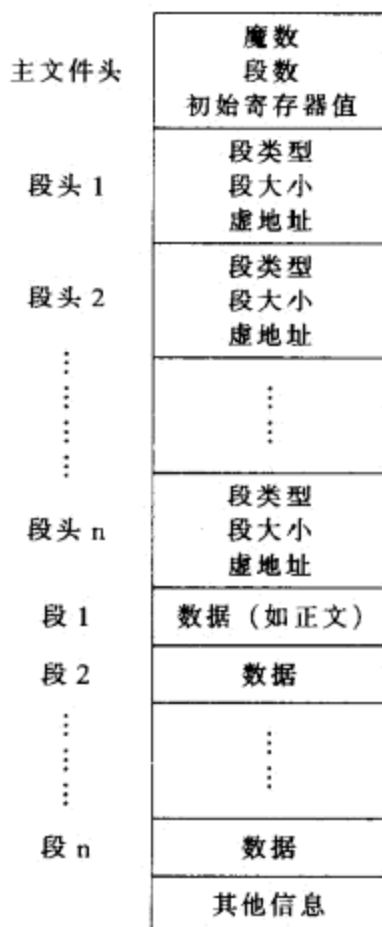 主文件头
魔数
段数
初始寄存器值
段头 1
段类型
段大小
虚地址
段头 2
段类型
段大小
虚地址
段头 n
段类型
段大小
虚地址
段 1
数据（如正文）
段 2
数据
段 n
数据
其他信息